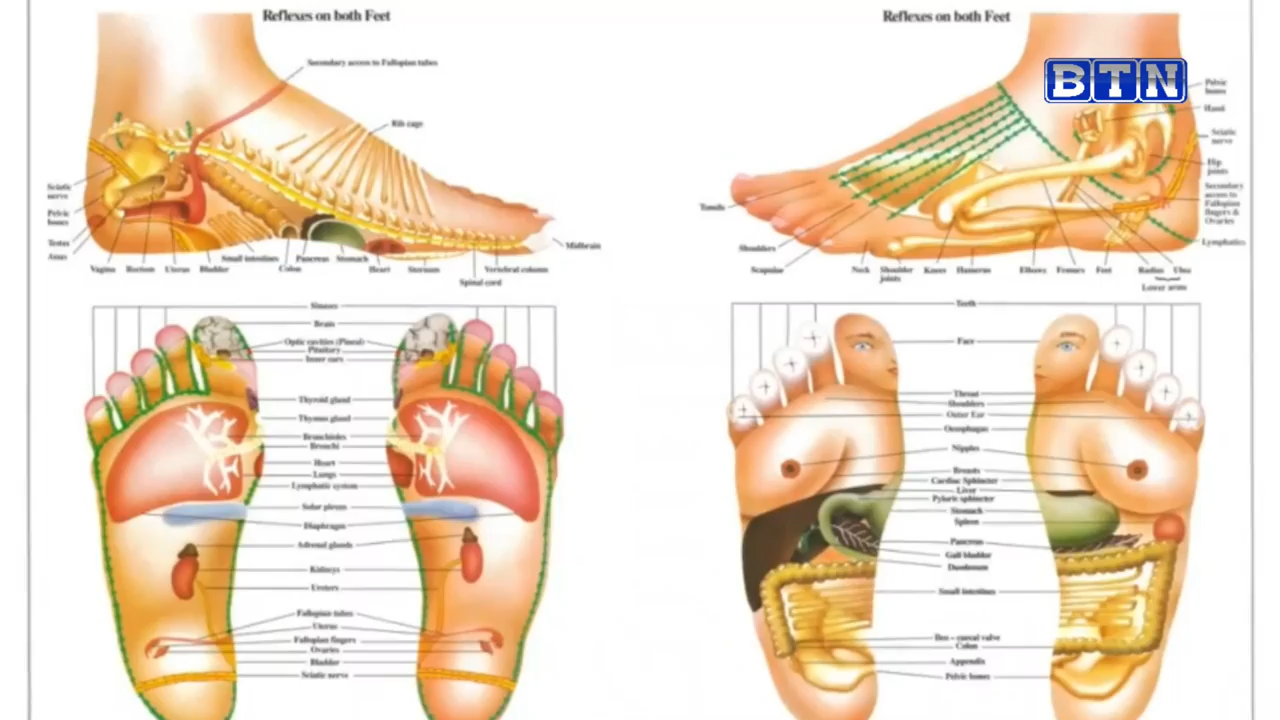 Reflexes on both Feet
Secondary access to Fallopian tubes
Rib cage
Sciatic
nerve
Pelvic
bones
Testes
Anus
Vagina
Rectum
Uterus
Bladder
Small intestines
Colon
Pancreas
Stomach
Heart
Sternum
Spinal cord
Vertebral column
Midbrain
Reflexes on both Feet
BTN
Pelvic
bones
Hand
Sciatic
nerve
Hip
joints
Secondary
access to
Fallopian
fingers &
Ovaries
Lymphatics
Tonsils
Shoulders
Scapulae
Neck
Shoulder
joints
Knees
Humerus
Elbows
Femurs
Feet
Radius
Ulna
Lower arms
Sinuses
Brain
Optic cavities (Pineal)
Pituitary
Inner ears
Thyroid gland
Thymus gland
Bronchioles
Bronchi
Heart
Lungs
Lymphatic system
Solar plexus
Diaphragm
Adrenal glands
Kidneys
Ureters
Fallopian tubes
Uterus
Fallopian fingers
Ovaries
Bladder
Sciatic nerve
Teeth
Face
Throat
Shoulders
Outer Ear
Oesophagus
Nipples
Breasts
Cardiac Sphincter
Liver
Pyloric sphincter
Stomach
Spleen
Pancreas
Gall bladder
Duodenum
Small intestines
Ileo - caecal valve
Colon
Appendix
Pelvic bones